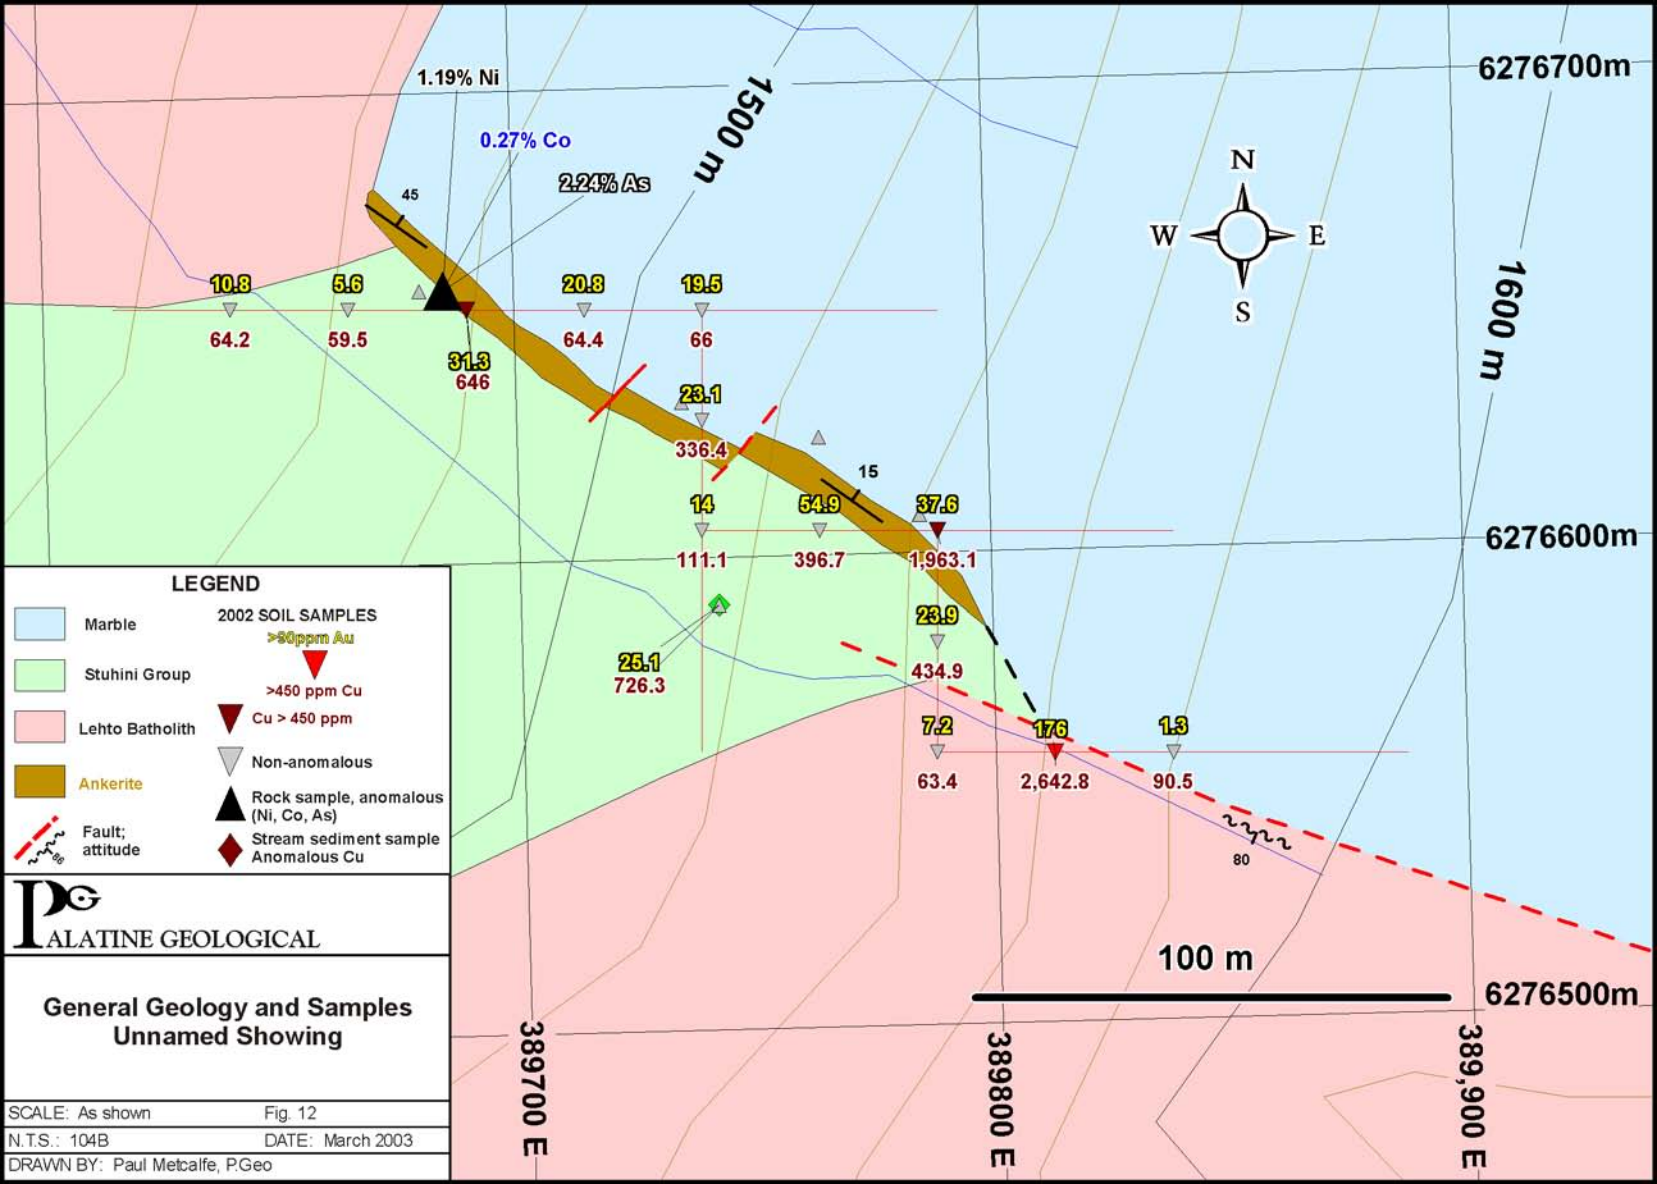 1.19% Ni
0.27% Co
2.24% As
1500 m
6276700m
N
W E
S
45
1600 m
10.8 5.6 20.8 19.5
64.2 59.5 64.4 66
31.3
646
23.1
336.4
15
14 54.9 37.6
6276600m
111.1 396.7 1,963.1
23.9
25.1
434.9
726.3
7.2 176 1.3
63.4 2,642.8 90.5
80
100 m
6276500m
389700 E
389800 E
389,900 E
LEGEND
Marble
Stuhini Group
Lehto Batholith
Ankerite
Fault;
attitude
86
2002 SOIL SAMPLES
>90ppm Au
>450 ppm Cu
Cu > 450 ppm
Non-anomalous
Rock sample, anomalous
(Ni, Co, As)
Stream sediment sample
Anomalous Cu
PG
PALATINE GEOLOGICAL
General Geology and Samples
Unnamed Showing
SCALE: As shown Fig. 12
N.T.S.: 104B DATE: March 2003
DRAWN BY: Paul Metcalfe, P.Geo